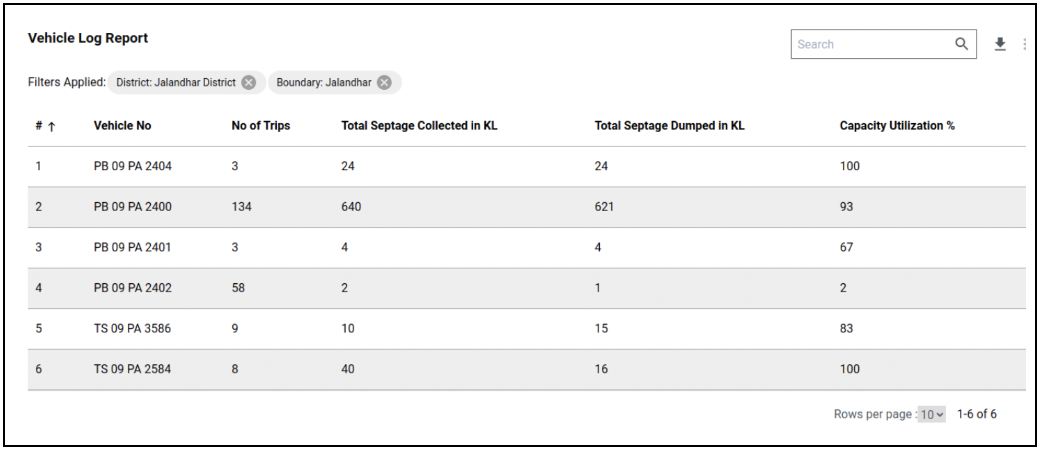 Vehicle Log Report
Search
Filters Applied: District: Jalandhar District Boundary: Jalandhar
# ↑ Vehicle No No of Trips Total Septage Collected in KL Total Septage Dumped in KL Capacity Utilization %
1 PB 09 PA 2404 3 24 24 100
2 PB 09 PA 2400 134 640 621 93
3 PB 09 PA 2401 3 4 4 67
4 PB 09 PA 2402 58 2 1 2
5 TS 09 PA 3586 9 10 15 83
6 TS 09 PA 2584 8 40 16 100
Rows per page : 10 1-6 of 6